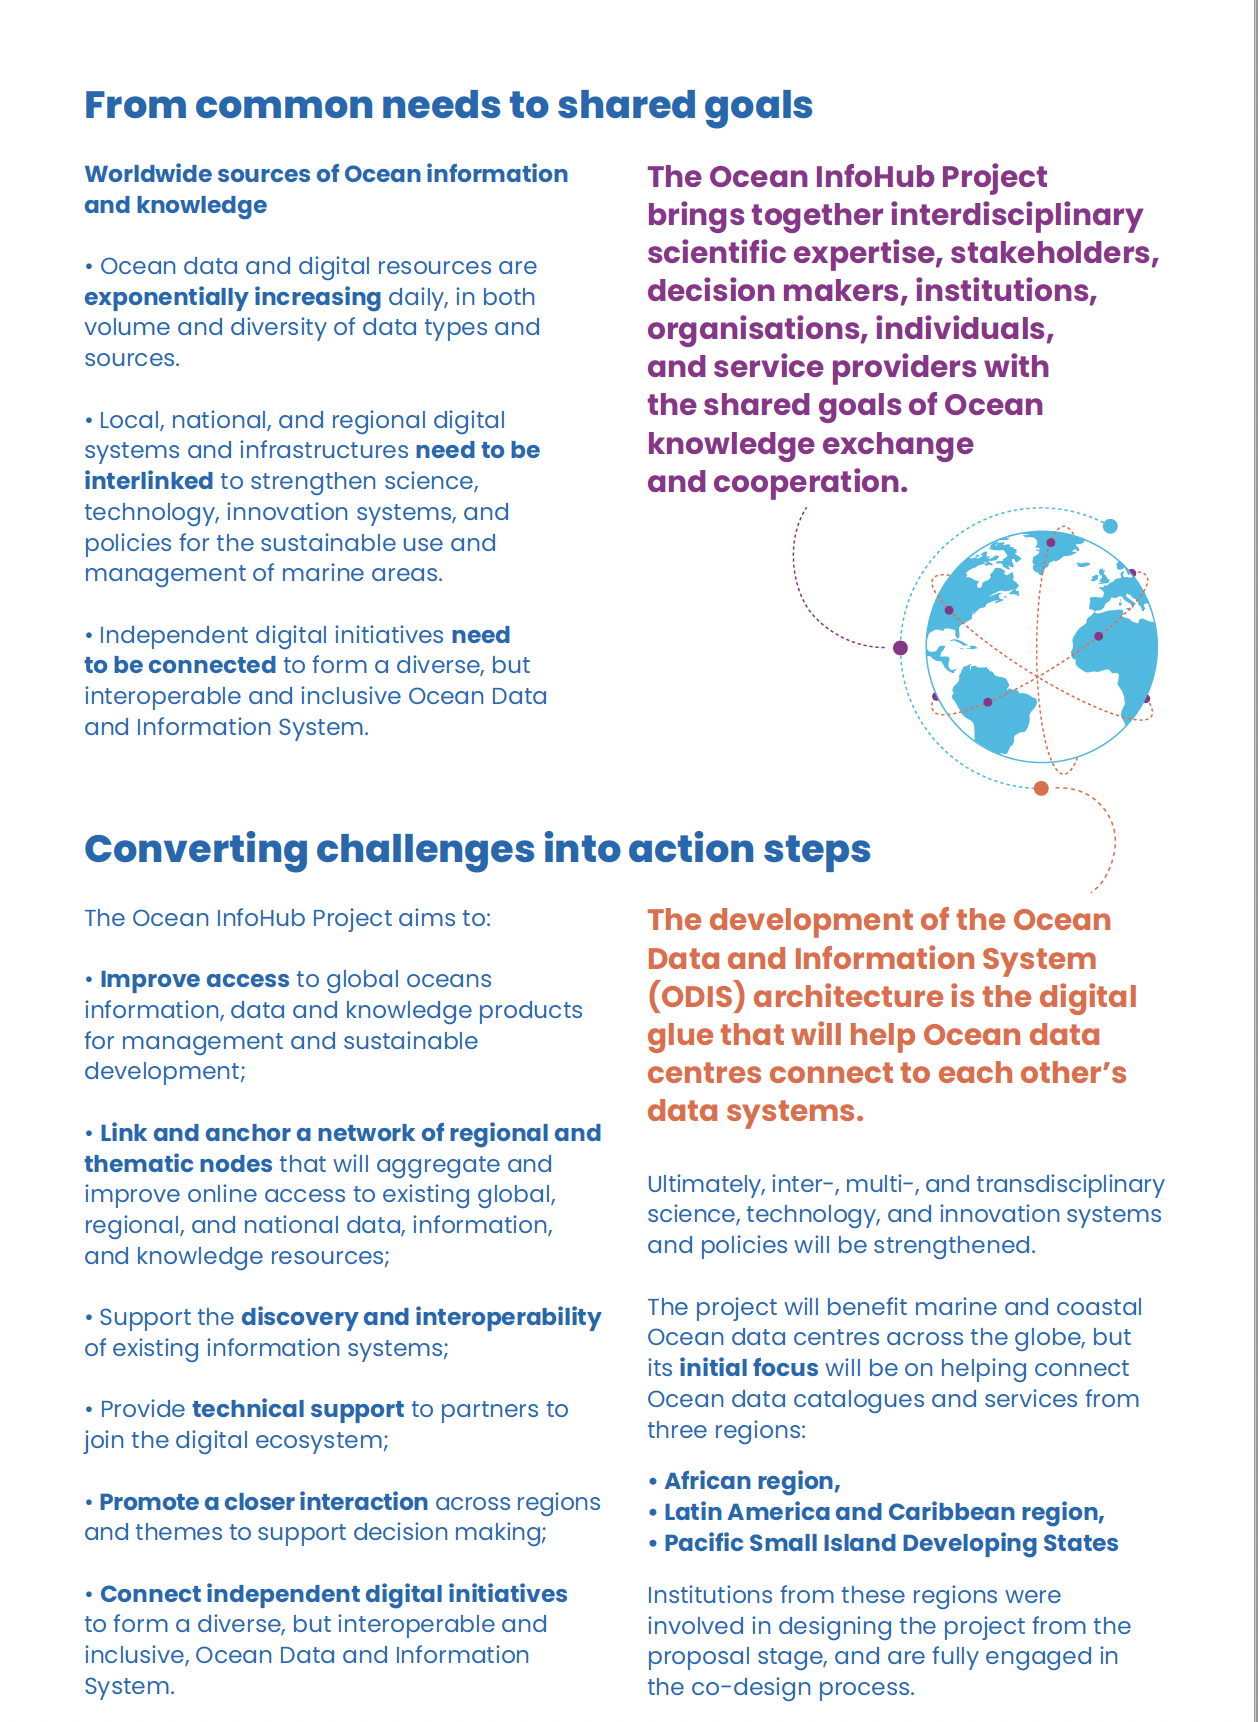 From common needs to shared goals
Worldwide sources of Ocean information
and knowledge
• Ocean data and digital resources are
exponentially increasing daily, in both
volume and diversity of data types and
sources.
• Local, national, and regional digital
systems and infrastructures need to be
interlinked to strengthen science,
technology, innovation systems, and
policies for the sustainable use and
management of marine areas.
• Independent digital initiatives need
to be connected to form a diverse, but
interoperable and inclusive Ocean Data
and Information System.
The Ocean InfoHub Project
brings together interdisciplinary
scientific expertise, stakeholders,
decision makers, institutions,
organisations, individuals,
and service providers with
the shared goals of Ocean
knowledge exchange
and cooperation.
Converting challenges into action steps
The Ocean InfoHub Project aims to:
• Improve access to global oceans
information, data and knowledge products
for management and sustainable
development;
• Link and anchor a network of regional and
thematic nodes that will aggregate and
improve online access to existing global,
regional, and national data, information,
and knowledge resources;
• Support the discovery and interoperability
of existing information systems;
• Provide technical support to partners to
join the digital ecosystem;
• Promote a closer interaction across regions
and themes to support decision making;
• Connect independent digital initiatives
to form a diverse, but interoperable and
inclusive, Ocean Data and Information
System.
The development of the Ocean
Data and Information System
(ODIS) architecture is the digital
glue that will help Ocean data
centres connect to each other’s
data systems.
Ultimately, inter-, multi-, and transdisciplinary
science, technology, and innovation systems
and policies will be strengthened.
The project will benefit marine and coastal
Ocean data centres across the globe, but
its initial focus will be on helping connect
Ocean data catalogues and services from
three regions:
• African region,
• Latin America and Caribbean region,
• Pacific Small Island Developing States
Institutions from these regions were
involved in designing the project from the
proposal stage, and are fully engaged in
the co-design process.